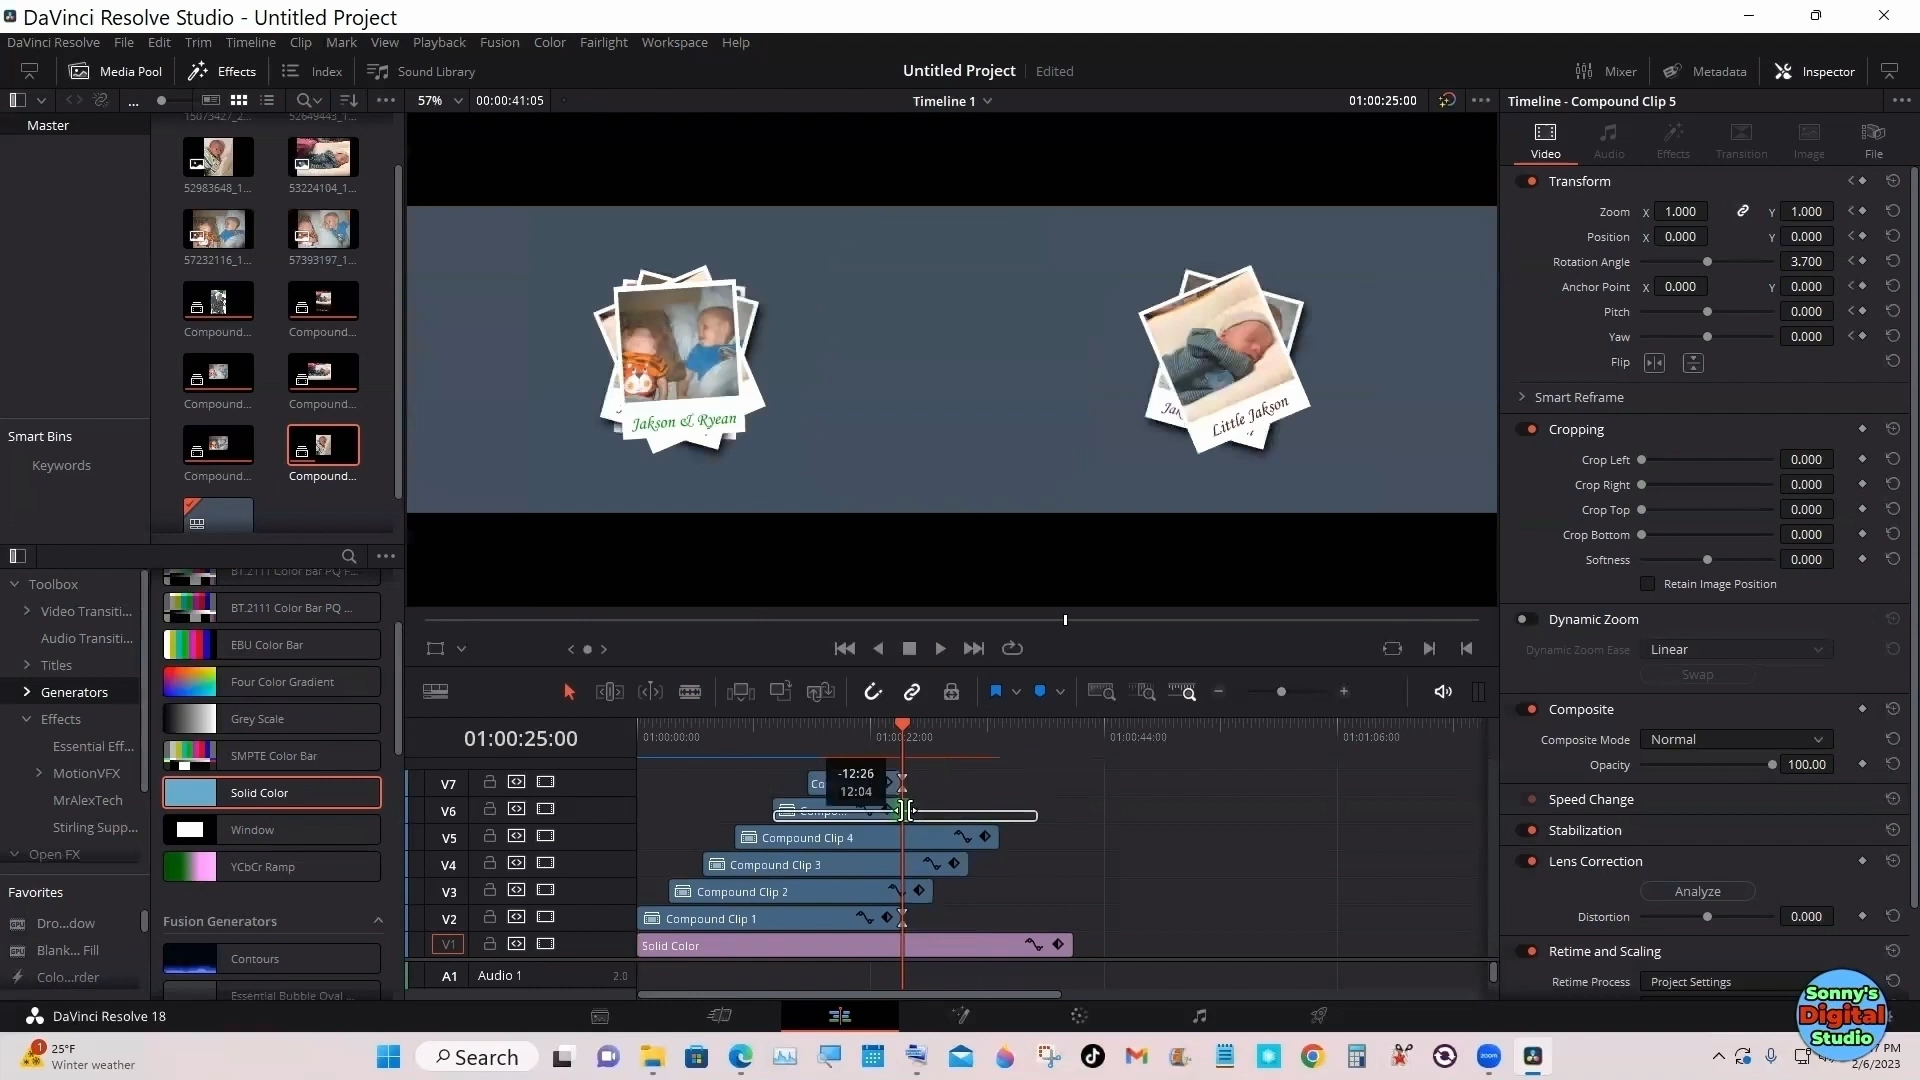 DaVinci Resolve Studio - Untitled Project
DaVinci Resolve File Edit Trim Timeline Clip Mark View Playback Fusion Color Fairlight Workspace Help
Media Pool Effects Index Sound Library
Untitled Project Edited
Mixer Metadata Inspector
57% 00:00:41:05 Timeline 1 01:00:25:00
Timeline - Compound Clip 5
Master
15073427_2... 52649443_1...
52983648_1... 53224104_1...
57232116_1... 57393197_1...
Compound... Compound...
Compound... Compound...
Compound... Compound...
Smart Bins
Keywords
Jakson & Ryean
Little Jakson
Video Audio Effects Transition Image File
Transform
Zoom X 1.000 Y 1.000
Position X 0.000 Y 0.000
Rotation Angle 3.700
Anchor Point X 0.000 Y 0.000
Pitch 0.000
Yaw 0.000
Flip
Smart Reframe
Cropping
Crop Left 0.000
Crop Right 0.000
Crop Top 0.000
Crop Bottom 0.000
Softness 0.000
Retain Image Position
Dynamic Zoom
Dynamic Zoom Ease Linear
Swap
Composite
Composite Mode Normal
Opacity 100.00
Speed Change
Stabilization
Lens Correction
Analyze
Distortion 0.000
Retime and Scaling
Retime Process Project Settings
Toolbox
Video Transiti...
Audio Transiti...
Titles
Generators
Effects
Essential Eff...
MotionVFX
MrAlexTech
Stirling Supp...
Open FX
Favorites
Dro...dow
Blank... Fill
Colo...rder
BT.2111 Color Bar PQ F...
BT.2111 Color Bar PQ ...
EBU Color Bar
Four Color Gradient
Grey Scale
SMPTE Color Bar
Solid Color
Window
YCbCr Ramp
Fusion Generators
Contours
Essential Bubble Oval ...
01:00:25:00
01:00:00:00 01:00:22:00 01:00:44:00 01:01:06:00
-12:26
12:04
V7 Co
V6 Compo...
V5 Compound Clip 4
V4 Compound Clip 3
V3 Compound Clip 2
V2 Compound Clip 1
V1 Solid Color
A1 Audio 1 2.0
DaVinci Resolve 18
Sonny's
Digital
Studio
1
25°F
Winter weather
Search
zoom
PM
2/6/2023